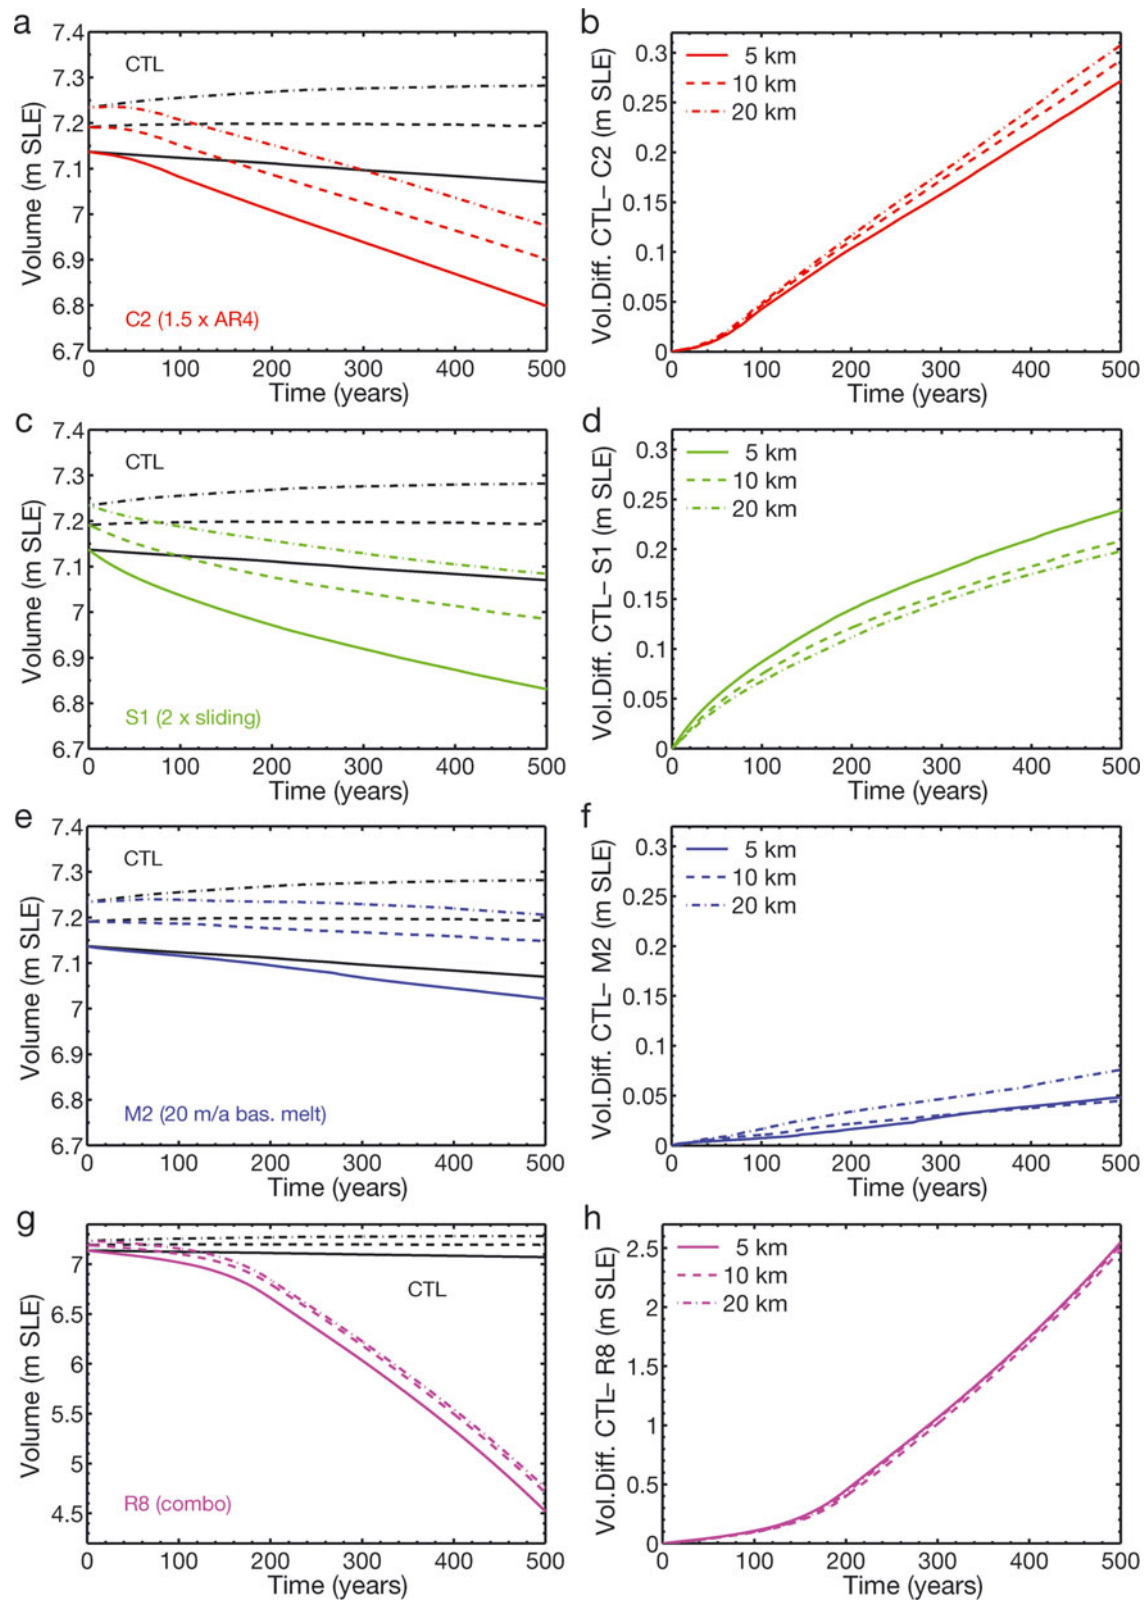 a
7.4
7.3
7.2
7.1
7
6.9
6.8
6.7
Volume (m SLE)
CTL
C2 (1.5 x AR4)
0 100 200 300 400 500
Time (years)
b
0.3
0.25
0.2
0.15
0.1
0.05
0
Vol.Diff. CTL– C2 (m SLE)
5 km
10 km
20 km
0 100 200 300 400 500
Time (years)
c
7.4
7.3
7.2
7.1
7
6.9
6.8
6.7
Volume (m SLE)
CTL
S1 (2 x sliding)
0 100 200 300 400 500
Time (years)
d
0.3
0.25
0.2
0.15
0.1
0.05
0
Vol.Diff. CTL– S1 (m SLE)
5 km
10 km
20 km
0 100 200 300 400 500
Time (years)
e
7.4
7.3
7.2
7.1
7
6.9
6.8
6.7
Volume (m SLE)
CTL
M2 (20 m/a bas. melt)
0 100 200 300 400 500
Time (years)
f
0.3
0.25
0.2
0.15
0.1
0.05
0
Vol.Diff. CTL– M2 (m SLE)
5 km
10 km
20 km
0 100 200 300 400 500
Time (years)
g
7
6.5
6
5.5
5
4.5
Volume (m SLE)
CTL
R8 (combo)
0 100 200 300 400 500
Time (years)
h
2.5
2
1.5
1
0.5
0
Vol.Diff. CTL– R8 (m SLE)
5 km
10 km
20 km
0 100 200 300 400 500
Time (years)